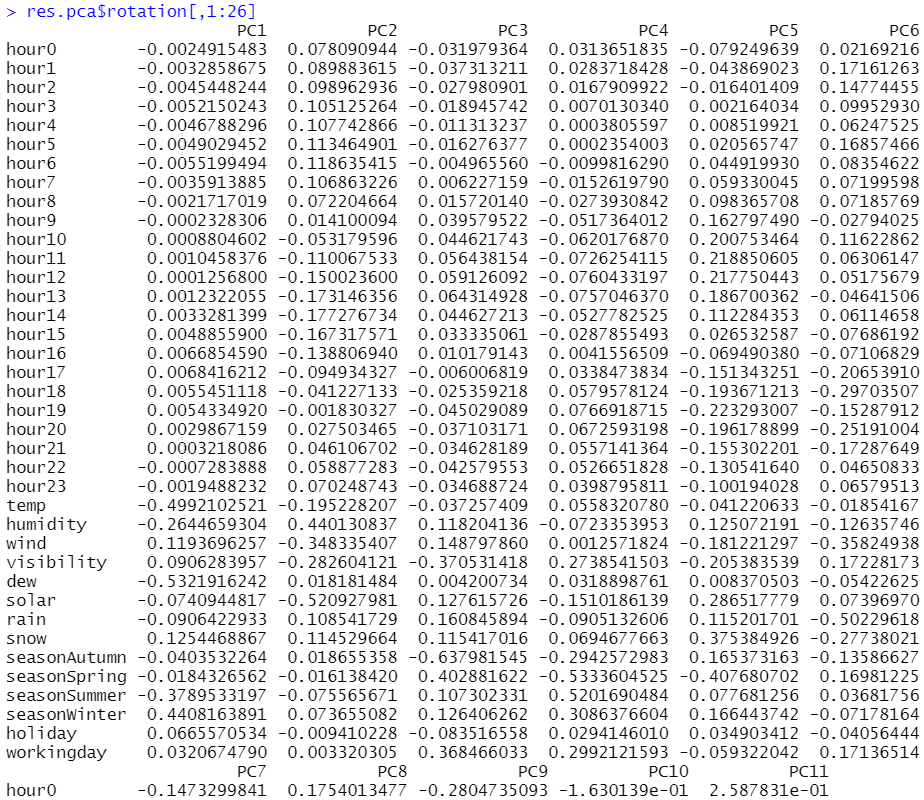 > res.pca$rotation[,1:26]
PC1 PC2 PC3 PC4 PC5 PC6
hour0 -0.0024915483 0.078090944 -0.031979364 0.0313651835 -0.079249639 0.02169216
hour1 -0.0032858675 0.089883615 -0.037313211 0.0283718428 -0.043869023 0.17161263
hour2 -0.0045448244 0.098962936 -0.027980901 0.0167909922 -0.016401409 0.14774455
hour3 -0.0052150243 0.105125264 -0.018945742 0.0070130340 0.002164034 0.09952930
hour4 -0.0046788296 0.107742866 -0.011313237 0.0003805597 0.008519921 0.06247525
hour5 -0.0049029452 0.113464901 -0.016276377 0.0002354003 0.020565747 0.16857466
hour6 -0.0055199494 0.118635415 -0.004965560 -0.0099816290 0.044919930 0.08354622
hour7 -0.0035913885 0.106863226 0.006227159 -0.0152619790 0.059330045 0.07199598
hour8 -0.0021717019 0.072204664 0.015720140 -0.0273930842 0.098365708 0.07185769
hour9 -0.0002328306 0.014100094 0.039579522 -0.0517364012 0.162797490 -0.02794025
hour10 0.0008804602 -0.053179596 0.044621743 -0.0620176870 0.200753464 0.11622862
hour11 0.0010458376 -0.110067533 0.056438154 -0.0726254115 0.218850605 0.06306147
hour12 0.0001256800 -0.150023600 0.059126092 -0.0760433197 0.217750443 0.05175679
hour13 0.0012322055 -0.173146356 0.064314928 -0.0757046370 0.186700362 -0.04641506
hour14 0.0033281399 -0.177276734 0.044627213 -0.0527782525 0.112284353 0.06114658
hour15 0.0048855900 -0.167317571 0.033335061 -0.0287855493 0.026532587 -0.07686192
hour16 0.0066854590 -0.138806940 0.010179143 0.0041556509 -0.069490380 -0.07106829
hour17 0.0068416212 -0.094934327 -0.006006819 0.0338473834 -0.151343251 -0.20653910
hour18 0.0055451118 -0.041227133 -0.025359218 0.0579578124 -0.193671213 -0.29703507
hour19 0.0054334920 -0.001830327 -0.045029089 0.0766918715 -0.223293007 -0.15287912
hour20 0.0029867159 0.027503465 -0.037103171 0.0672593198 -0.196178899 -0.25191004
hour21 0.0003218086 0.046106702 -0.034628189 0.0557141364 -0.155302201 -0.17287649
hour22 -0.0007283888 0.058877283 -0.042579553 0.0526651828 -0.130541640 0.04650833
hour23 -0.0019488232 0.070248743 -0.034688724 0.0398795811 -0.100194028 0.06579513
temp -0.4992102521 -0.195228207 -0.037257409 0.0558320780 -0.041220633 -0.01854167
humidity -0.2644659304 0.440130837 0.118204136 -0.0723353953 0.125072191 -0.12635746
wind 0.1193696257 -0.348335407 0.148797860 0.0012571824 -0.181221297 -0.35824938
visibility 0.0906283957 -0.282604121 -0.370531418 0.2738541503 -0.205383539 0.17228173
dew -0.5321916242 0.018181484 0.004200734 0.0318898761 0.008370503 -0.05422625
solar -0.0740944817 -0.520927981 0.127615726 -0.1510186139 0.286517779 0.07396970
rain -0.0906422933 0.108541729 0.160845894 -0.0905132606 0.115201701 -0.50229618
snow 0.1254468867 0.114529664 0.115417016 0.0694677663 0.375384926 -0.27738021
seasonAutumn -0.0403532264 0.018655358 -0.637981545 -0.2942572983 0.165373163 -0.13586627
seasonSpring -0.0184326562 -0.016138420 0.402881622 -0.5333604525 -0.407680702 0.16981225
seasonSummer -0.3789533197 -0.075565671 0.107302331 0.5201690484 0.077681256 0.03681756
seasonWinter 0.4408163891 0.073655082 0.126406262 0.3086376604 0.166443742 -0.07178164
holiday 0.0665570534 -0.009410228 -0.083516558 0.0294146010 0.034903412 -0.04056444
workingday 0.0320674790 0.003320305 0.368466033 0.2992121593 -0.059322042 0.17136514
PC7 PC8 PC9 PC10 PC11
hour0 -0.1473299841 0.1754013477 -0.2804735093 -1.630139e-01 2.587831e-01